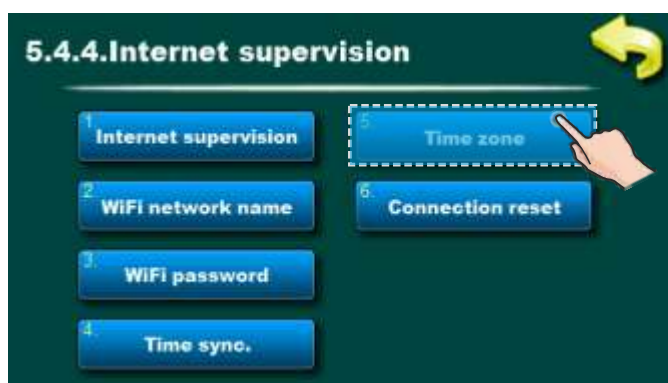 5.4.4.Internet supervision
1.
Internet supervision
2.
WiFi network name
3.
WiFi password
4.
Time sync.
5.
Time zone
6.
Connection reset